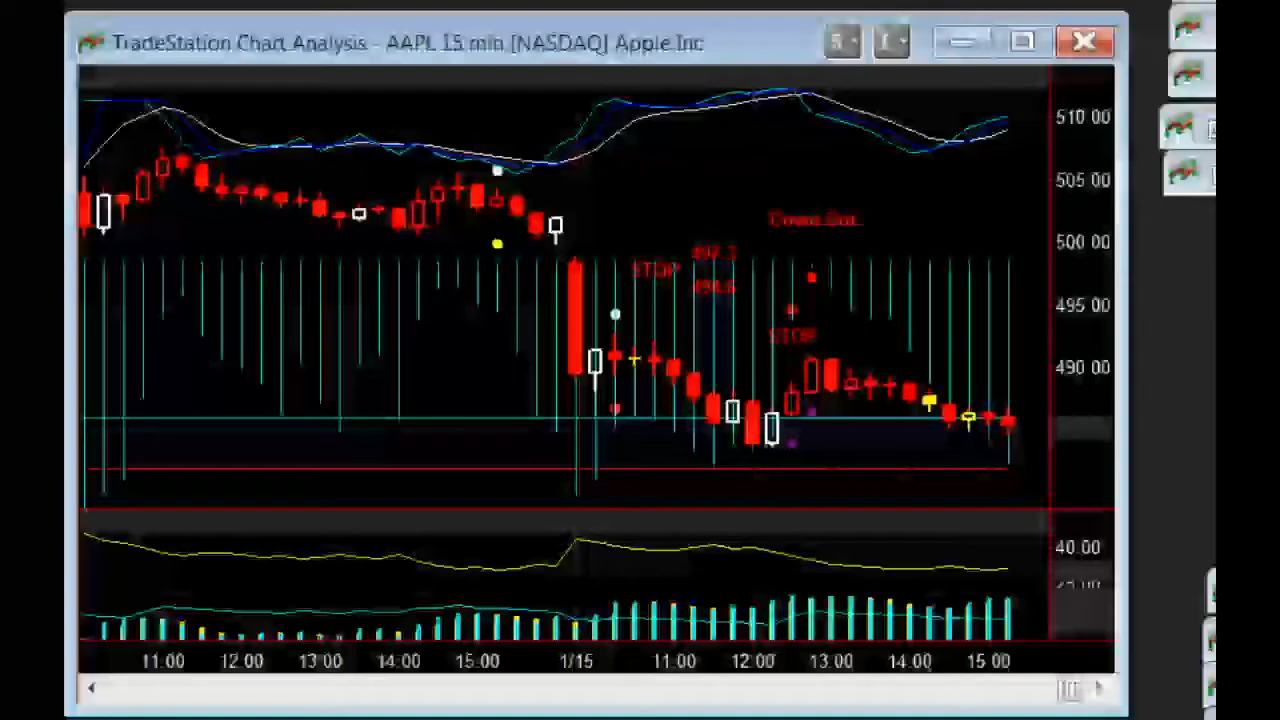 TradeStation Chart Analysis - AAPL 15 min [NASDAQ] Apple Inc
510.00
505.00
500.00
495.00
490.00
STOP
STOP
40.00
11:00 12:00 13:00 14:00 15:00 1/15 11:00 12:00 13:00 14:00 15:00